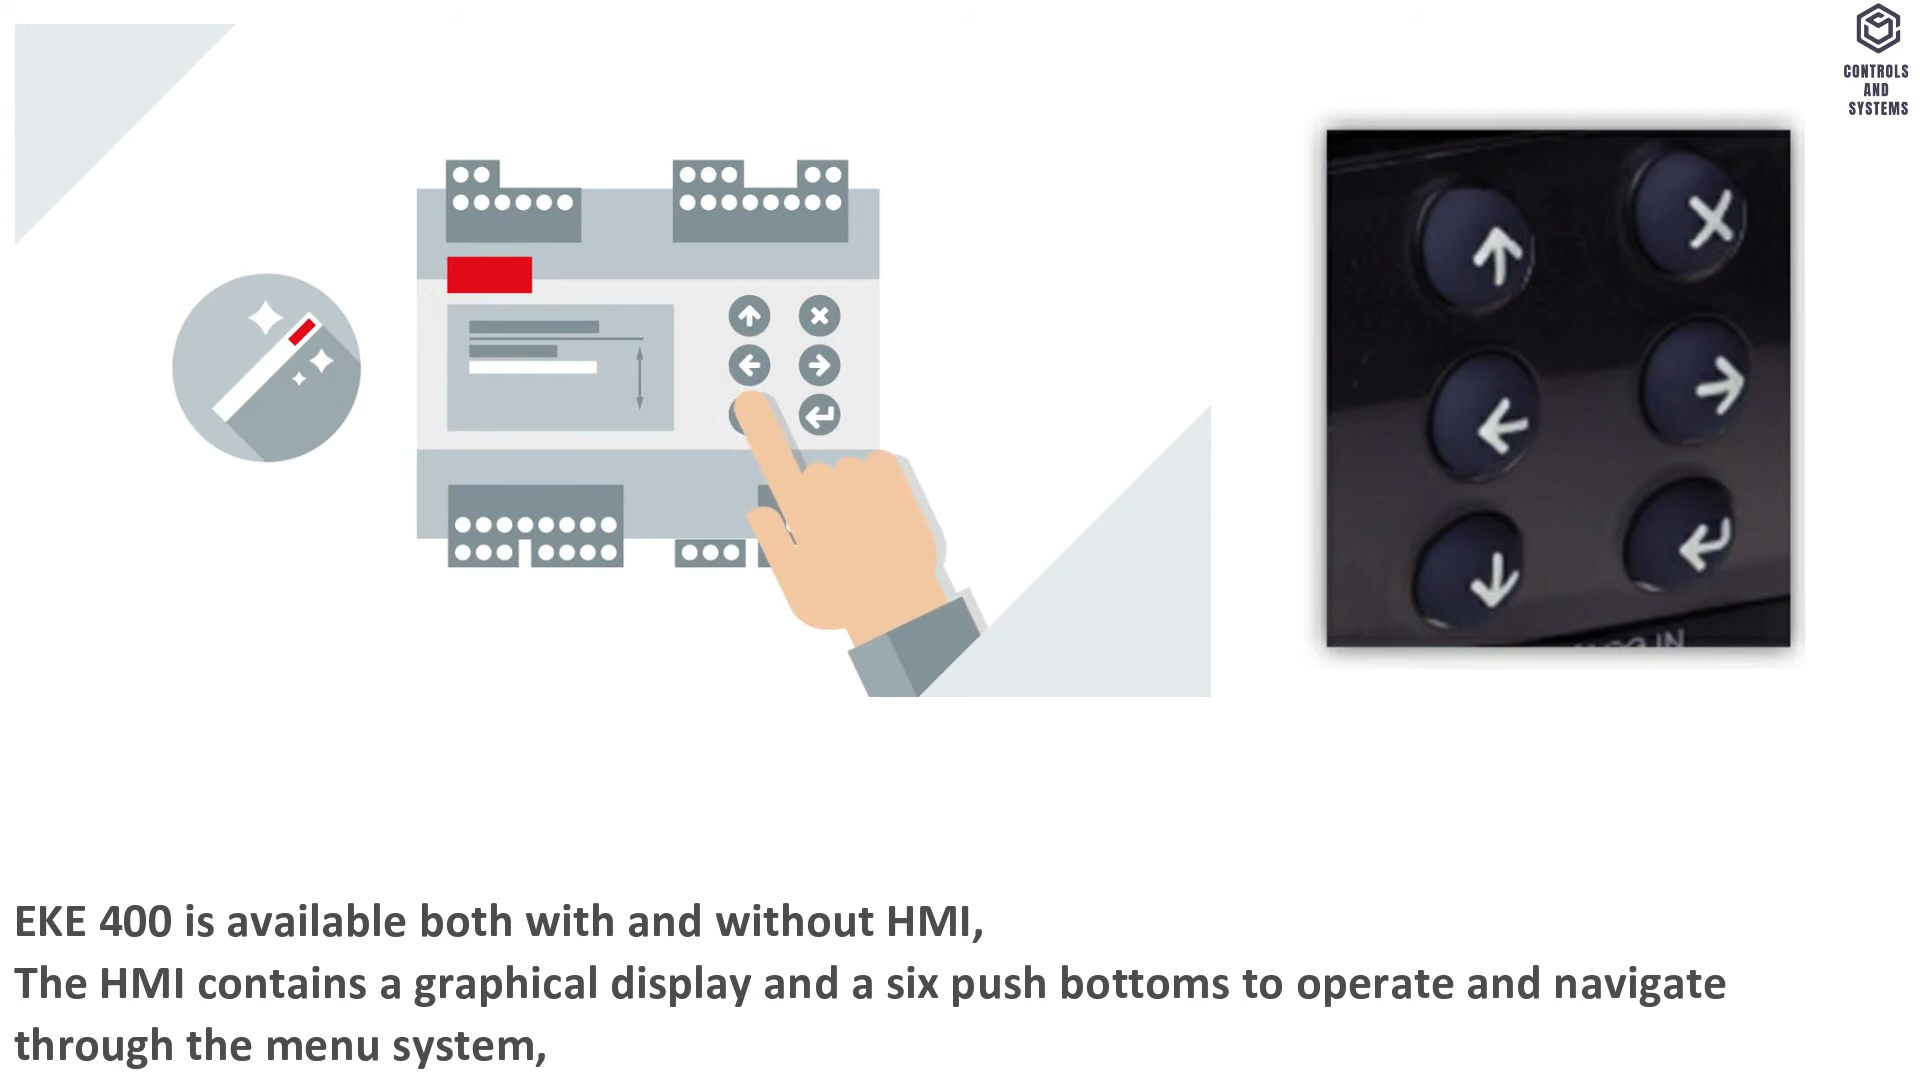 CONTROLS
AND
SYSTEMS
EKE 400 is available both with and without HMI,
The HMI contains a graphical display and a six push bottoms to operate and navigate
through the menu system,